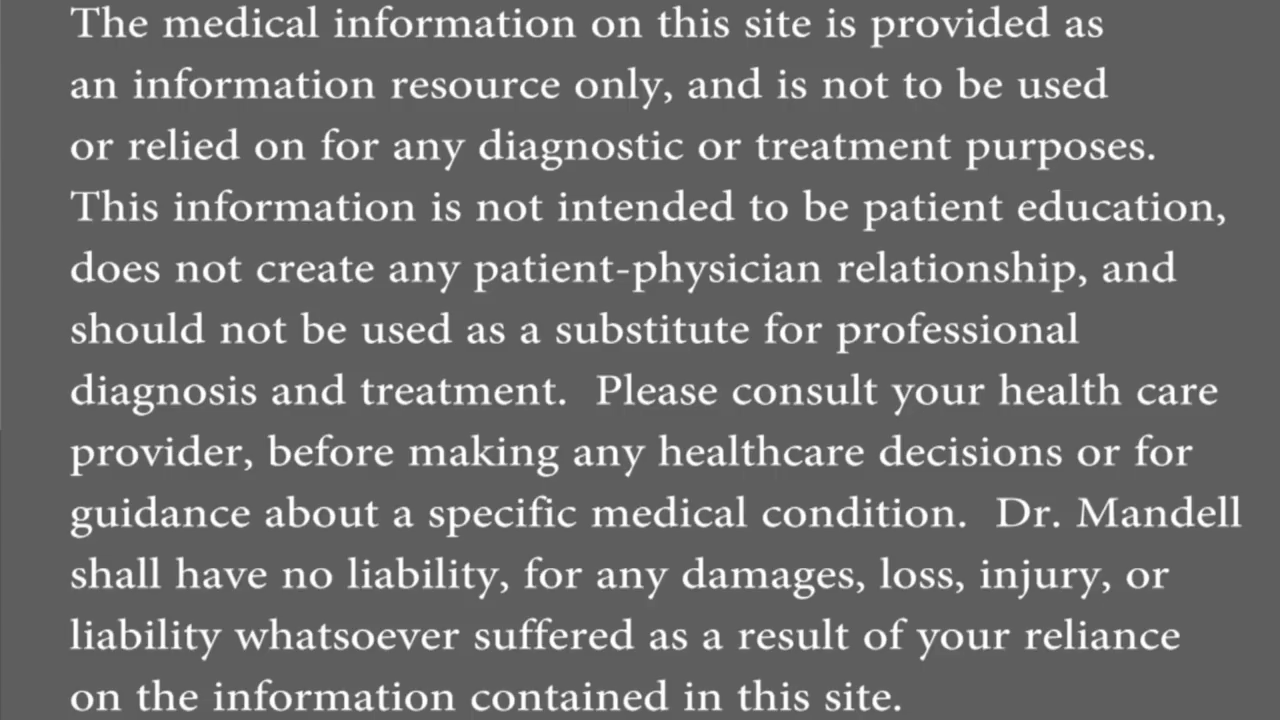 The medical information on this site is provided as
an information resource only, and is not to be used
or relied on for any diagnostic or treatment purposes.
This information is not intended to be patient education,
does not create any patient-physician relationship, and
should not be used as a substitute for professional
diagnosis and treatment.  Please consult your health care
provider, before making any healthcare decisions or for
guidance about a specific medical condition.  Dr. Mandell
shall have no liability, for any damages, loss, injury, or
liability whatsoever suffered as a result of your reliance
on the information contained in this site.